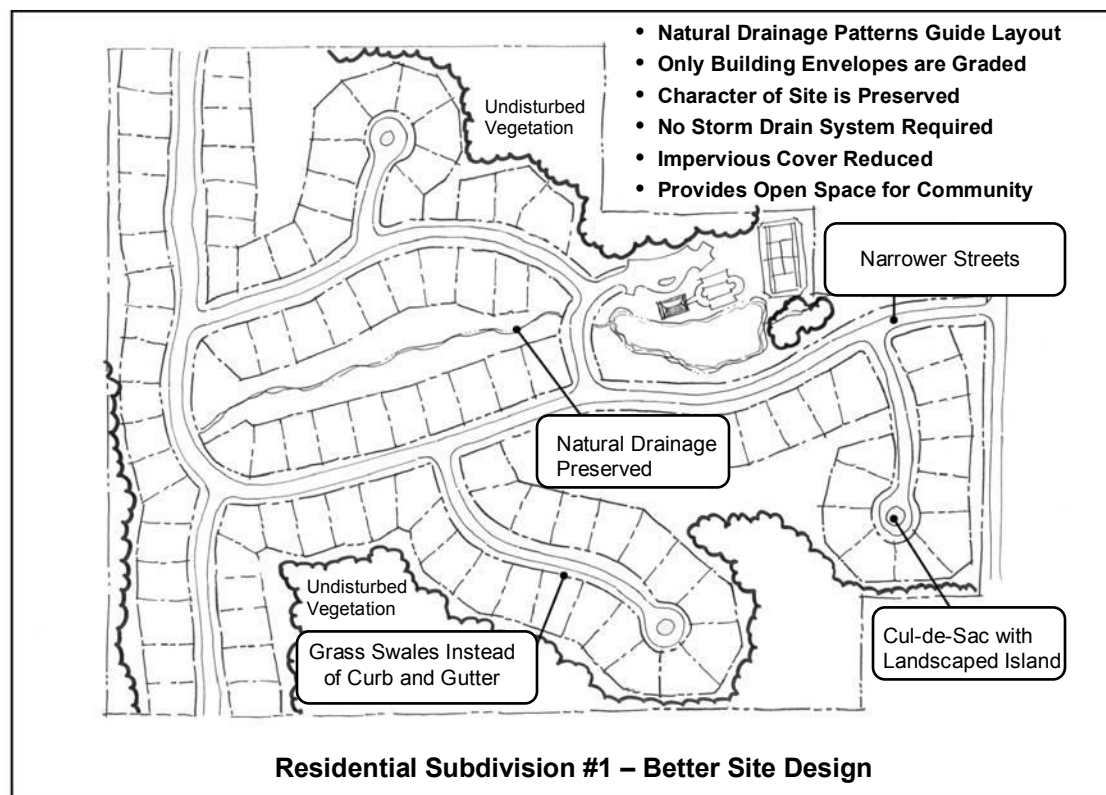 • Natural Drainage Patterns Guide Layout
• Only Building Envelopes are Graded
• Character of Site is Preserved
• No Storm Drain System Required
• Impervious Cover Reduced
• Provides Open Space for Community
Undisturbed
Vegetation
Narrower Streets
Natural Drainage
Preserved
Undisturbed
Vegetation
Grass Swales Instead
of Curb and Gutter
Cul-de-Sac with
Landscaped Island
Residential Subdivision #1 – Better Site Design